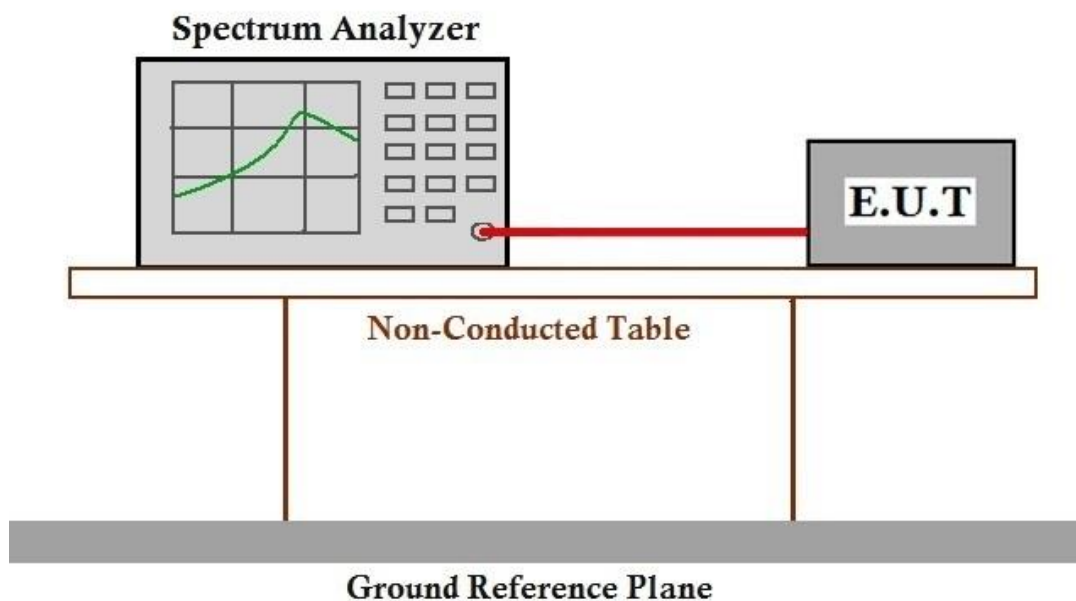 Spectrum Analyzer
E.U.T
Non-Conducted Table
Ground Reference Plane